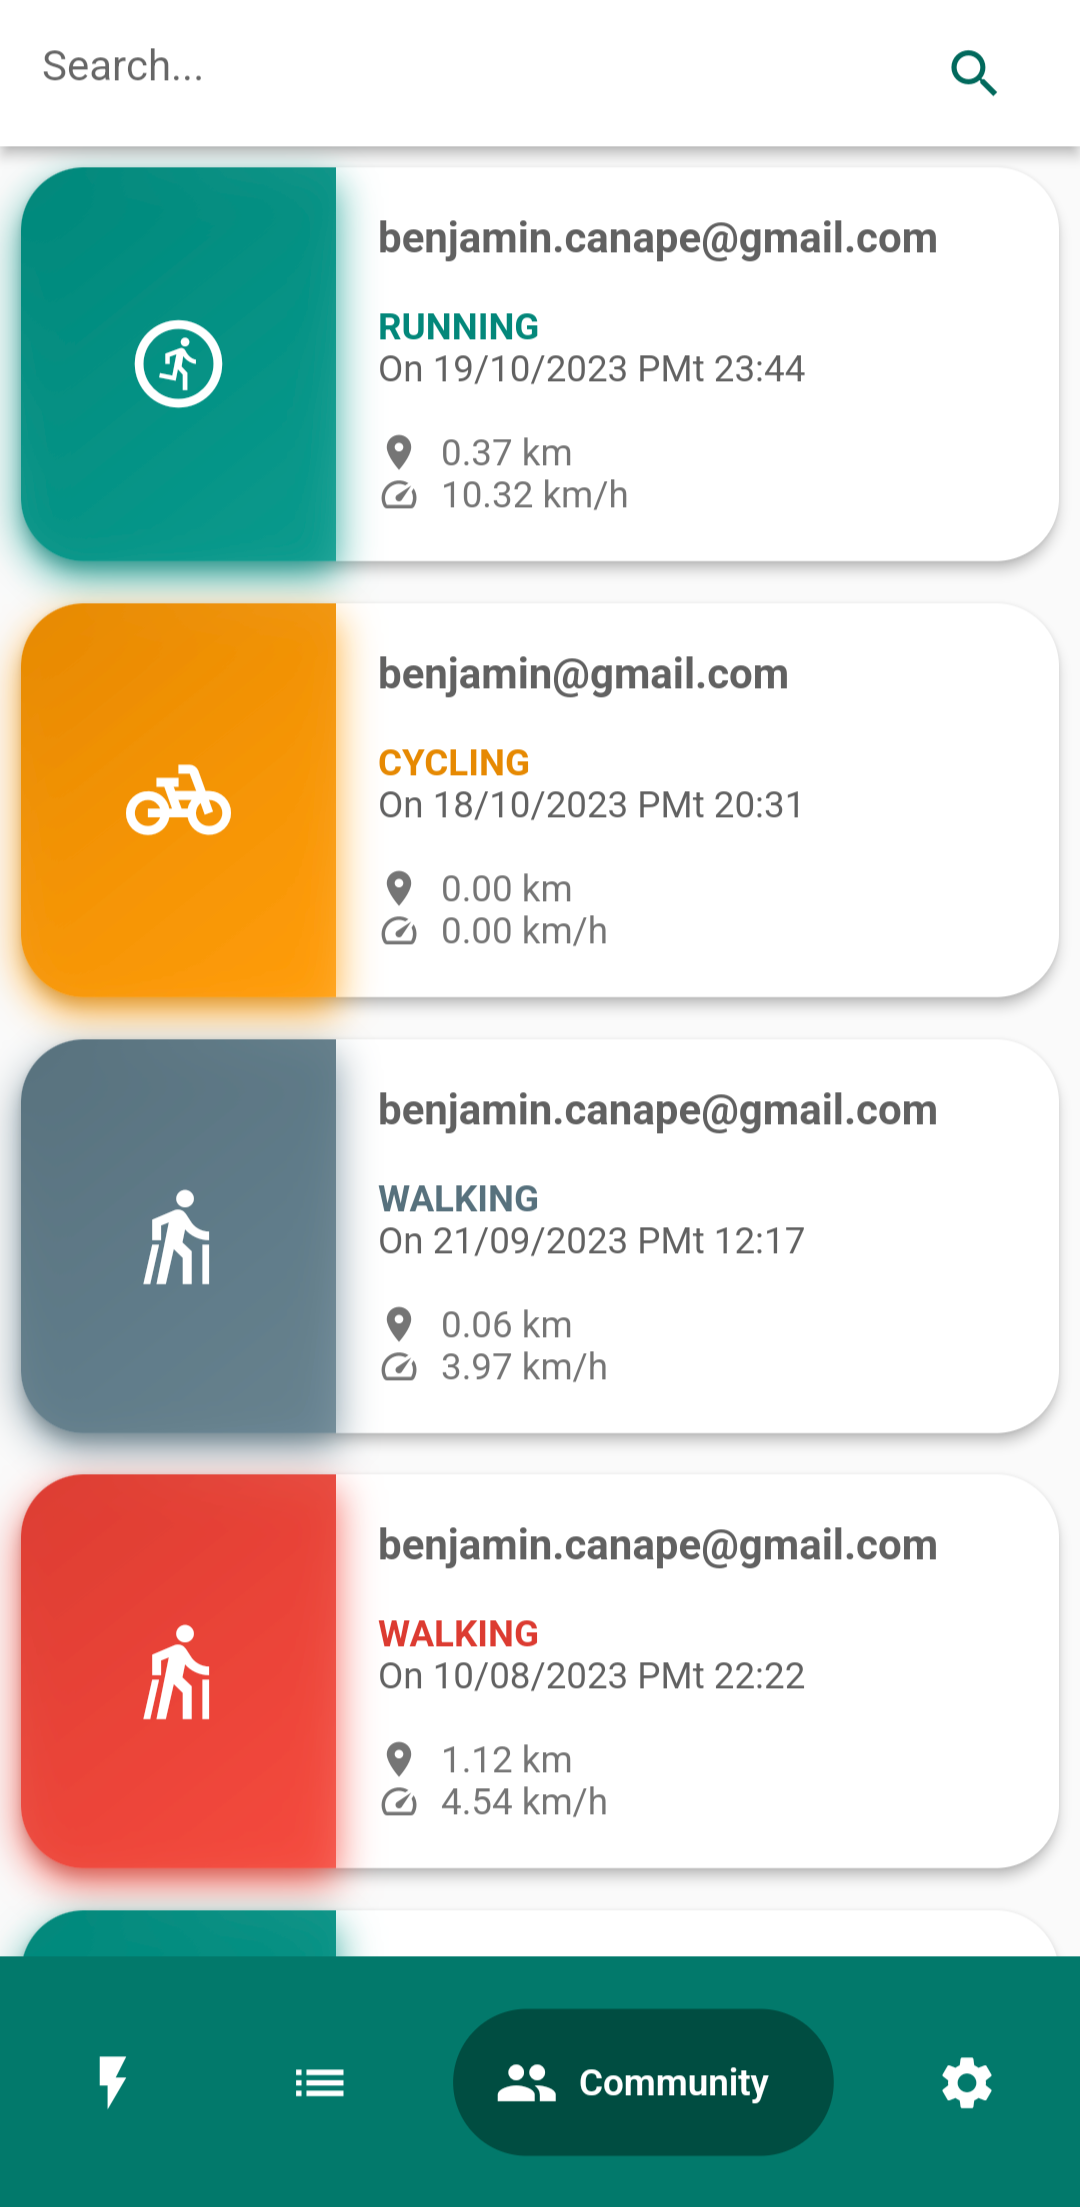 Search...
benjamin.canape@gmail.com
RUNNING
On 19/10/2023 PMt 23:44
0.37 km
10.32 km/h
benjamin@gmail.com
CYCLING
On 18/10/2023 PMt 20:31
0.00 km
0.00 km/h
benjamin.canape@gmail.com
WALKING
On 21/09/2023 PMt 12:17
0.06 km
3.97 km/h
benjamin.canape@gmail.com
WALKING
On 10/08/2023 PMt 22:22
1.12 km
4.54 km/h
Community